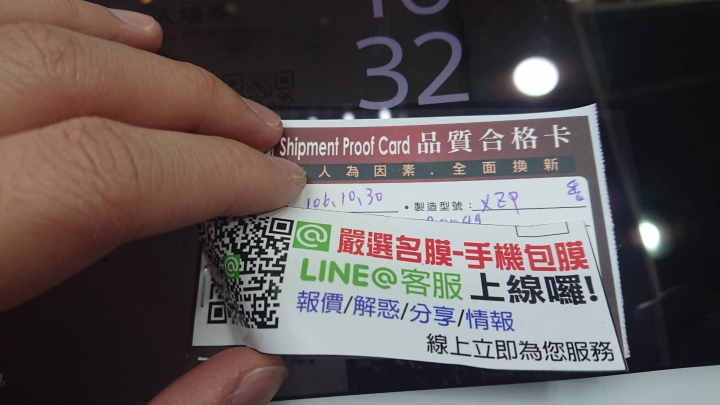 32
Shipment Proof Card 品質合格卡
人為因素.全面換新
106.10.30 •製造型號: XZP
@ 嚴選名膜-手機包膜
LINE@客服 上線囉!
報價/解惑/分享/情報
線上立即為您服務